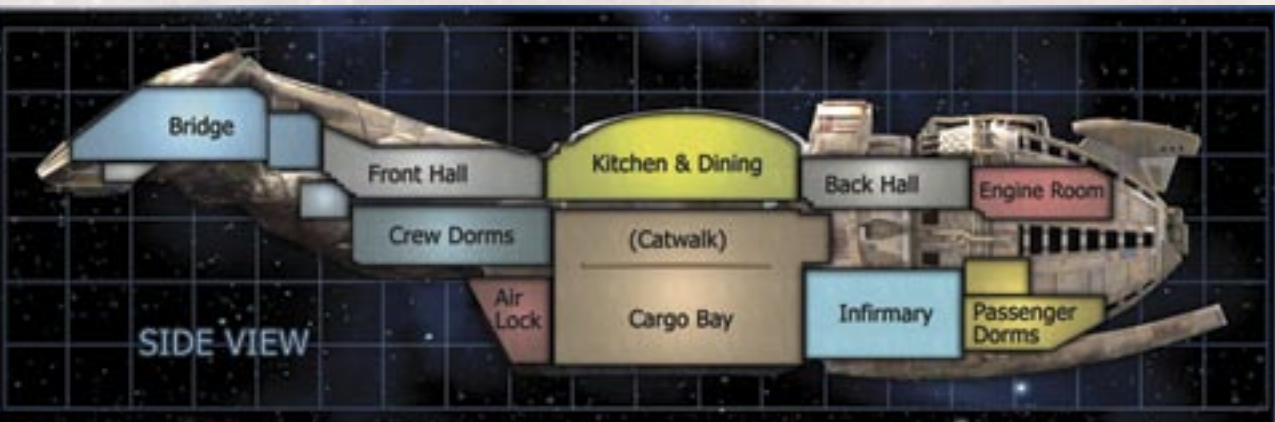 Bridge
Front Hall
Kitchen & Dining
Back Hall
Engine Room
Crew Dorms
(Catwalk)
Air
Lock
Cargo Bay
Infirmary
Passenger
Dorms
SIDE VIEW